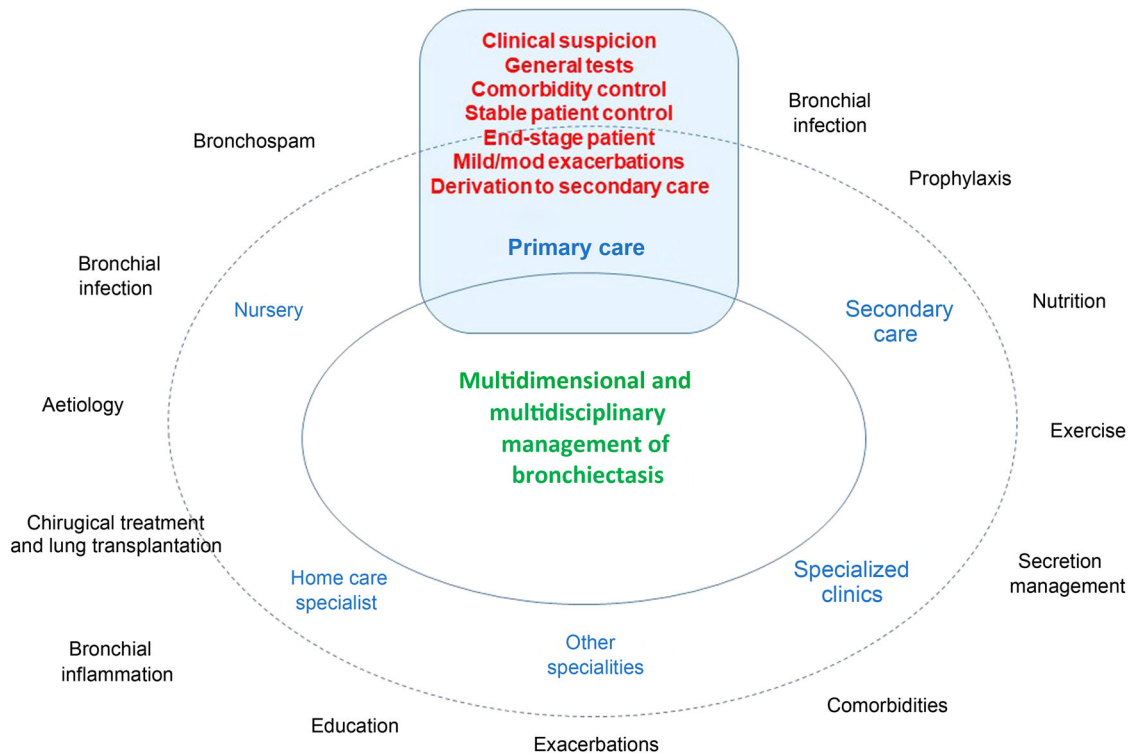 Clinical suspicion
General tests
Comorbidity control
Stable patient control
End-stage patient
Mild/mod exacerbations
Derivation to secondary care
Primary care
Bronchial
infection
Bronchospam
Prophylaxis
Bronchial
infection
Nursery
Secondary
care
Nutrition
Multidimensional and
multidisciplinary
management of
bronchiectasis
Aetiology
Exercise
Chirugical treatment
and lung transplantation
Home care
specialist
Specialized
clinics
Secretion
management
Other
specialities
Bronchial
inflammation
Comorbidities
Education
Exacerbations